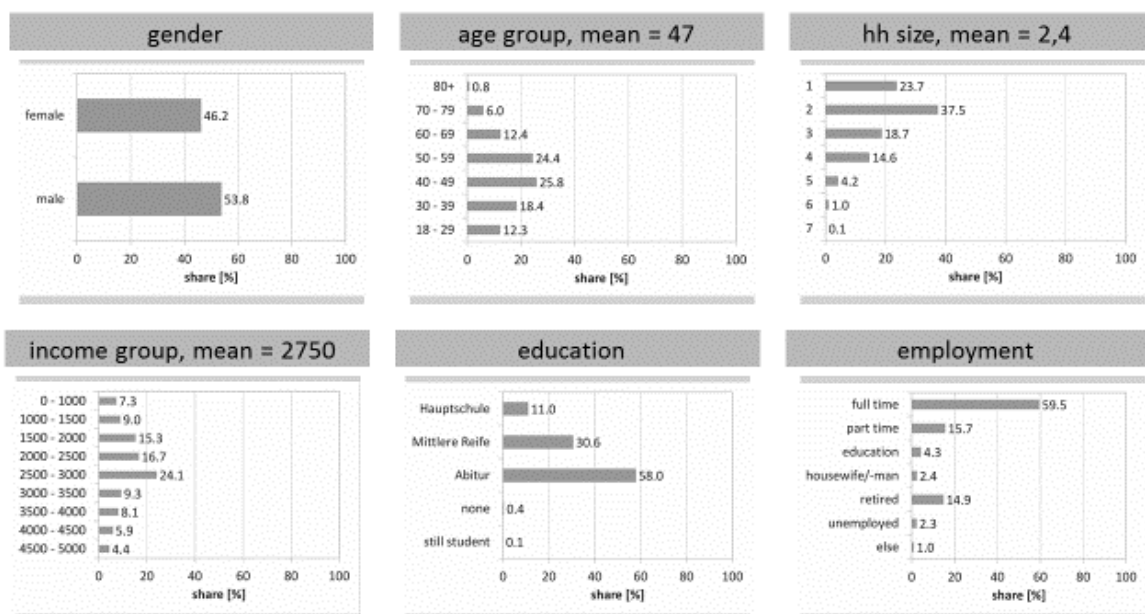 gender
female 46.2
male 53.8
0 20 40 60 80 100
share [%]
age group, mean = 47
80+ 0.8
70 - 79 6.0
60 - 69 12.4
50 - 59 24.4
40 - 49 25.8
30 - 39 18.4
18 - 29 12.3
0 20 40 60 80 100
share [%]
hh size, mean = 2,4
1 23.7
2 37.5
3 18.7
4 14.6
5 4.2
6 1.0
7 0.1
0 20 40 60 80 100
share [%]
income group, mean = 2750
0 - 1000 7.3
1000 - 1500 9.0
1500 - 2000 15.3
2000 - 2500 16.7
2500 - 3000 24.1
3000 - 3500 9.3
3500 - 4000 8.1
4000 - 4500 5.9
4500 - 5000 4.4
0 20 40 60 80 100
share [%]
education
Hauptschule 11.0
Mittlere Reife 30.6
Abitur 58.0
none 0.4
still student 0.1
0 20 40 60 80 100
share [%]
employment
full time 59.5
part time 15.7
education 4.3
housewife/-man 2.4
retired 14.9
unemployed 2.3
else 1.0
0 20 40 60 80 100
share [%]